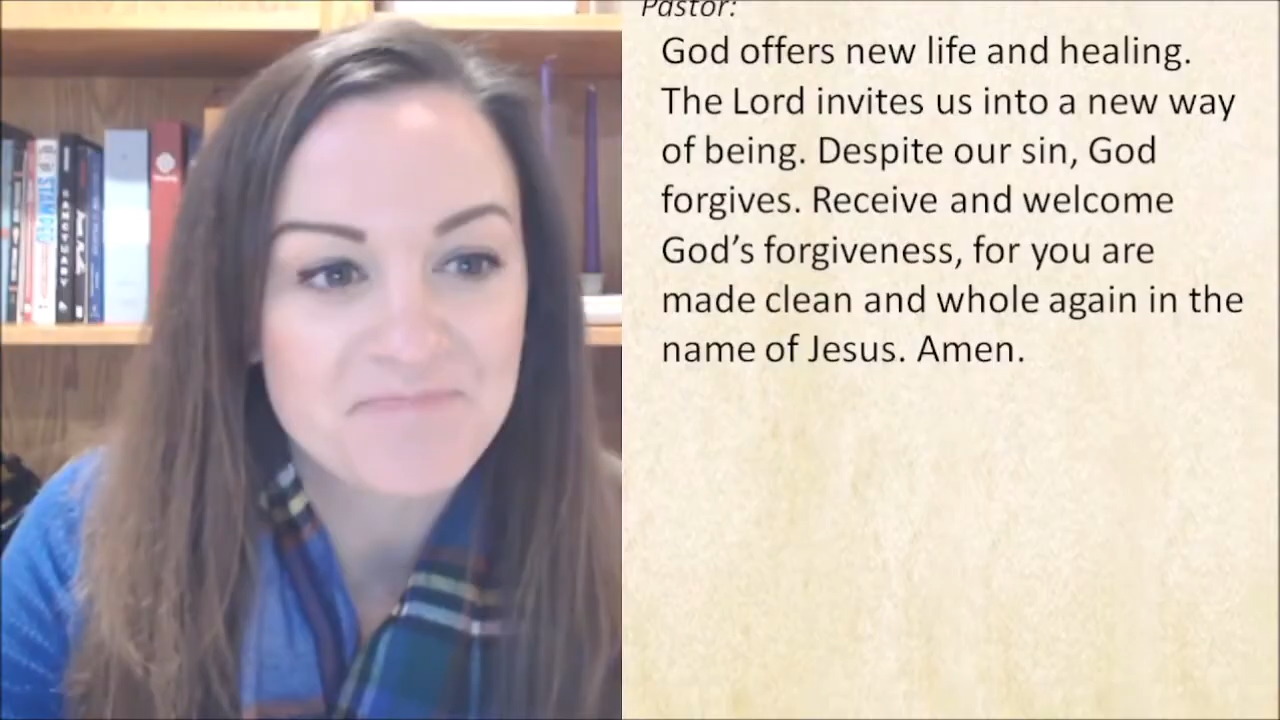 Pastor:
God offers new life and healing.
The Lord invites us into a new way
of being. Despite our sin, God
forgives. Receive and welcome
God’s forgiveness, for you are
made clean and whole again in the
name of Jesus. Amen.